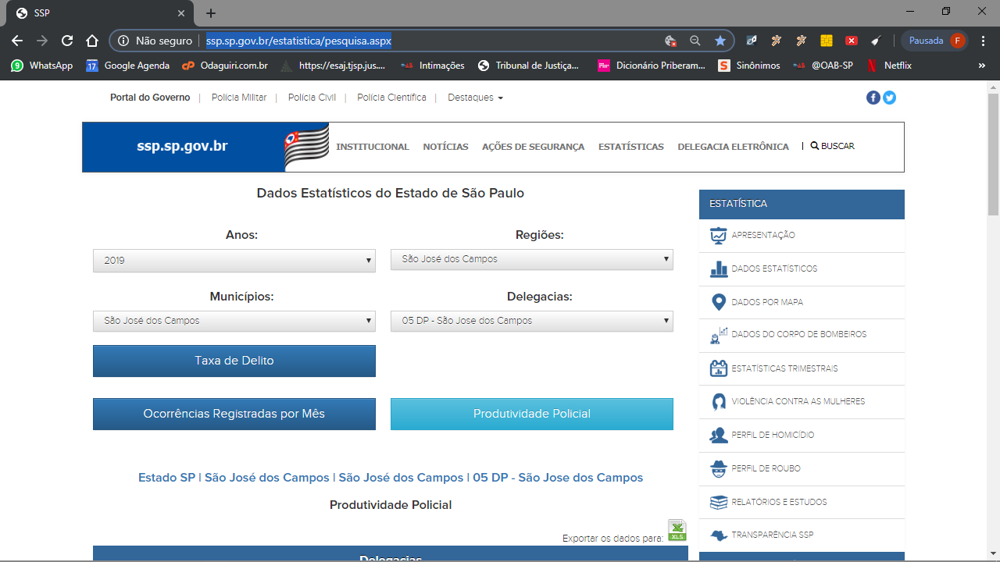 SSP
Não seguro
ssp.sp.gov.br/estatistica/pesquisa.aspx
Pausada F
WhatsApp
17 Google Agenda
Odaguiri.com.br
https://esaj.tjsp.jus....
Intimações
Tribunal de Justiça...
Dicionário Priberam...
S Sinônimos
@OAB-SP
Netflix
»
Portal do Governo
Polícia Militar
Polícia Civil
Polícia Científica
Destaques
ssp.sp.gov.br
INSTITUCIONAL
NOTÍCIAS
AÇÕES DE SEGURANÇA
ESTATÍSTICAS
DELEGACIA ELETRÔNICA
BUSCAR
Dados Estatísticos do Estado de São Paulo
Anos:
2019
Regiões:
São José dos Campos
Municípios:
São José dos Campos
Delegacias:
05 DP - São Jose dos Campos
Taxa de Delito
Ocorrências Registradas por Mês
Produtividade Policial
Estado SP | São José dos Campos | São José dos Campos | 05 DP - São Jose dos Campos
Produtividade Policial
Exportar os dados para:
XLS
Delegacias
ESTATÍSTICA
APRESENTAÇÃO
DADOS ESTATÍSTICOS
DADOS POR MAPA
DADOS DO CORPO DE BOMBEIROS
ESTATÍSTICAS TRIMESTRAIS
VIOLÊNCIA CONTRA AS MULHERES
PERFIL DE HOMICÍDIO
PERFIL DE ROUBO
RELATÓRIOS E ESTUDOS
TRANSPARÊNCIA SSP